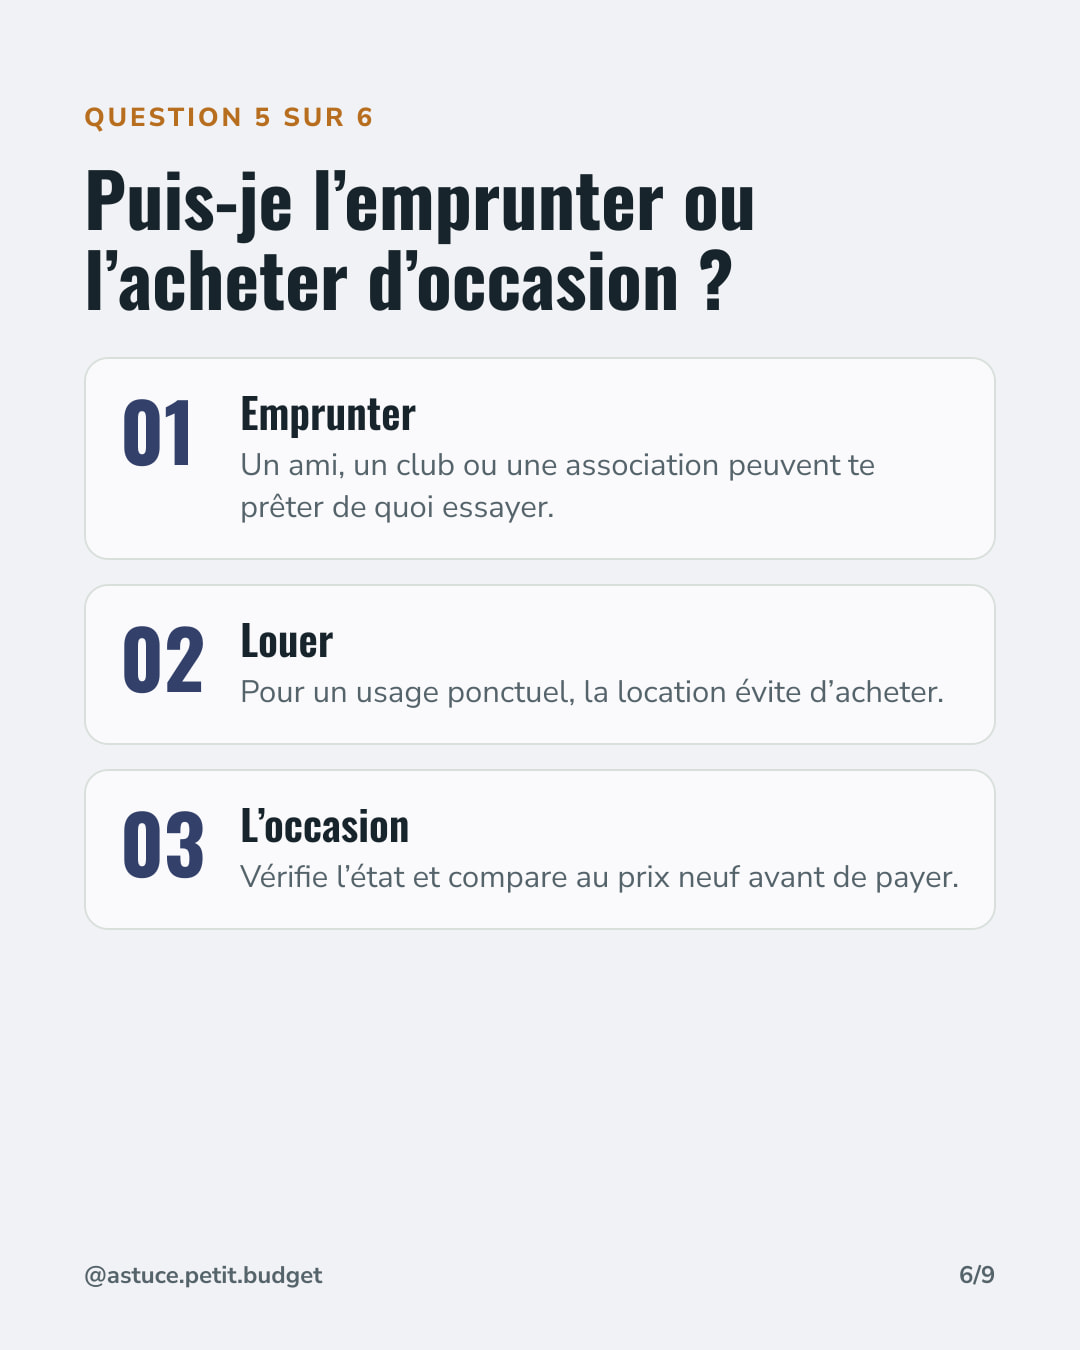 QUESTION 5 SUR 6
Puis-je l’emprunter ou
l’acheter d’occasion ?
01
Emprunter
Un ami, un club ou une association peuvent te
prêter de quoi essayer.
02
Louer
Pour un usage ponctuel, la location évite d’acheter.
03
L’occasion
Vérifie l’état et compare au prix neuf avant de payer.
@astuce.petit.budget
6/9